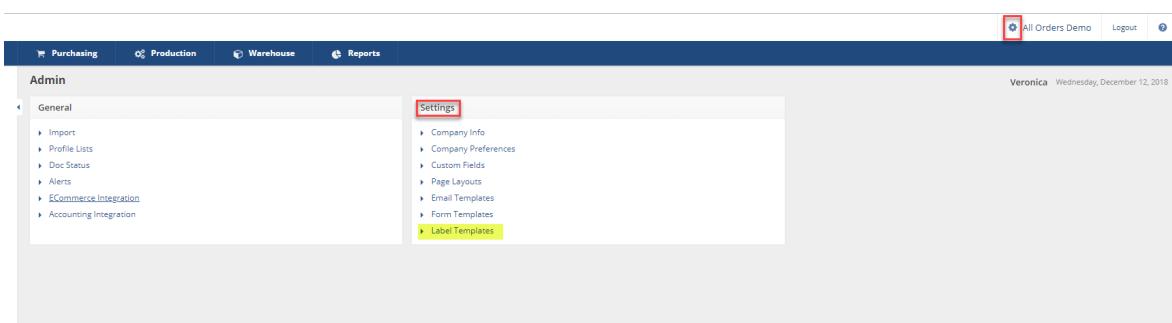 All Orders Demo Logout
Purchasing Production Warehouse Reports
Admin
Veronica Wednesday, December 12, 2018
General
Import
Profile Lists
Doc Status
Alerts
ECommerce Integration
Accounting Integration
Settings
Company Info
Company Preferences
Custom Fields
Page Layouts
Email Templates
Form Templates
Label Templates